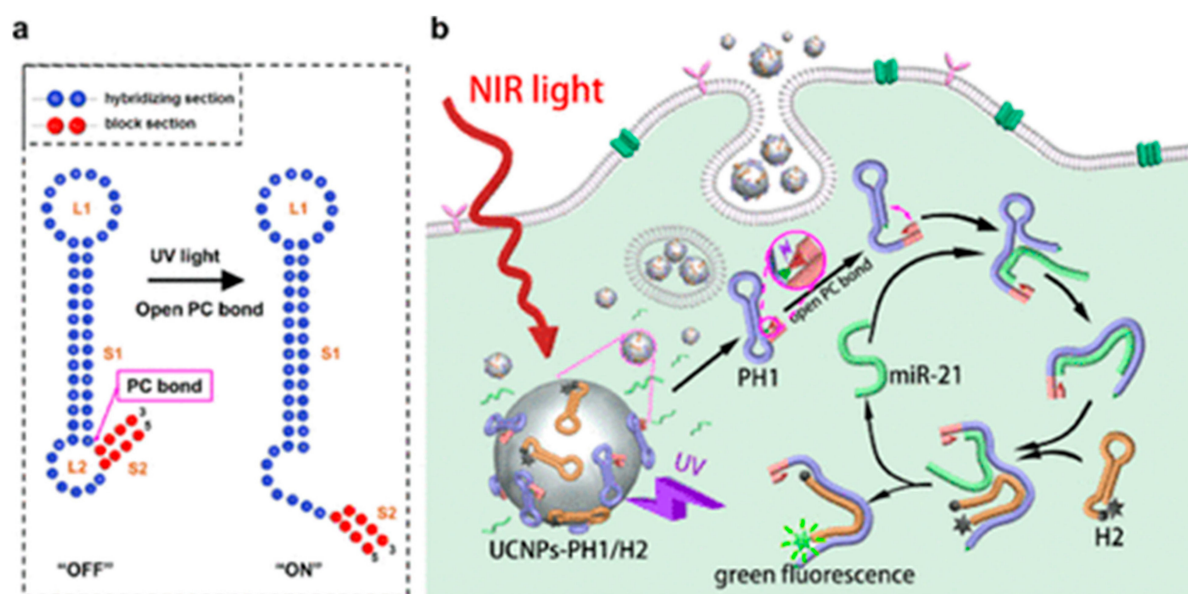 a
hybridizing section
block section
L1
L1
UV light
Open PC bond
S1
S1
PC bond
3
5
L2
S2
S2
3
5
"OFF"
"ON"
b
NIR light
open PC bond
PH1
miR-21
UV
UCNPs-PH1/H2
H2
green fluorescence